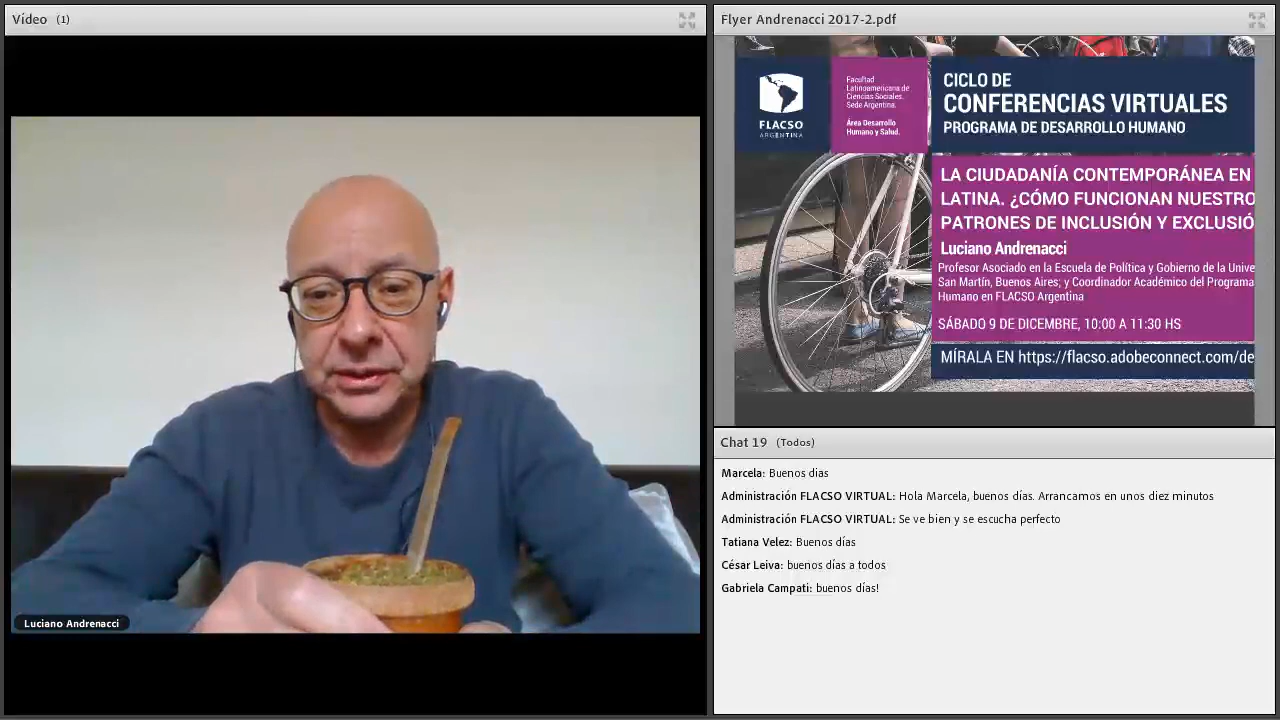 Vídeo (1)
Luciano Andrenacci
Flyer Andrenacci 2017-2.pdf
FLACSO
ARGENTINA
Facultad
Latinoamericana de
Ciencias Sociales.
Sede Argentina.
Área Desarrollo
Humano y Salud.
CICLO DE
CONFERENCIAS VIRTUALES
PROGRAMA DE DESARROLLO HUMANO
LA CIUDADANÍA CONTEMPORÁNEA EN
LATINA. ¿CÓMO FUNCIONAN NUESTRO
PATRONES DE INCLUSIÓN Y EXCLUSIÓ
Luciano Andrenacci
Profesor Asociado en la Escuela de Política y Gobierno de la Unive
San Martín, Buenos Aires; y Coordinador Académico del Programa
Humano en FLACSO Argentina
SÁBADO 9 DE DICIEMBRE, 10:00 A 11:30 HS
MÍRALA EN https://flacso.adobeconnect.com/de
Chat 19 (Todos)
Marcela: Buenos dias
Administración FLACSO VIRTUAL: Hola Marcela, buenos días. Arrancamos en unos diez minutos
Administración FLACSO VIRTUAL: Se ve bien y se escucha perfecto
Tatiana Velez: Buenos días
César Leiva: buenos días a todos
Gabriela Campati: buenos días!